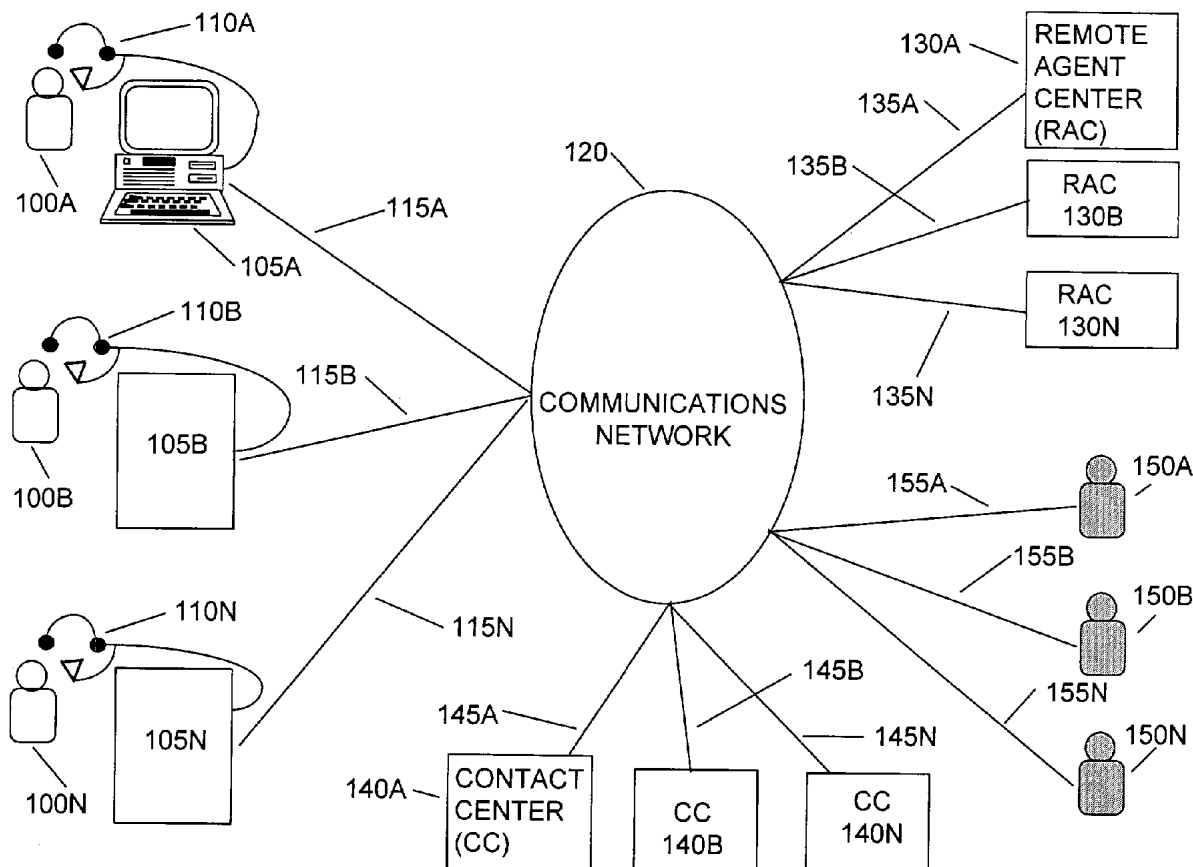 110A
130A
REMOTE
AGENT
CENTER
(RAC)
135A
120
135B
RAC
130B
100A
115A
105A
RAC
130N
110B
115B
135N
COMMUNICATIONS
NETWORK
105B
100B
155A
150A
155B
150B
110N
115N
145B
155N
105N
145A
145N
150N
100N
140A
CONTACT
CENTER
(CC)
CC
140B
CC
140N